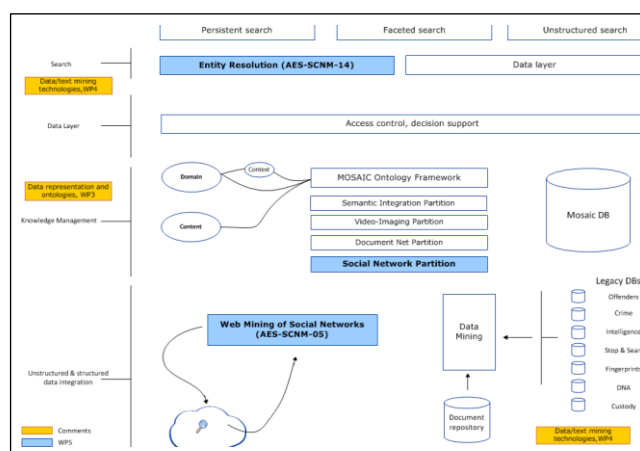 Persistent search
Faceted search
Unstructured search
Search
Entity Resolution (AES-SCNM-14)
Data layer
Data/text mining
technologies,WP4
Data Layer
Access control, decision support
Data representation and
ontologies, WP3
Knowledge Management
Domain
Context
Content
MOSAIC Ontology Framework
Semantic Integration Partition
Video-Imaging Partition
Document Net Partition
Social Network Partition
Mosaic DB
Legacy DBs
Offenders
Crime
Intelligence
Stop & Sear
Fingerprints
DNA
Custody
Web Mining of Social Networks
(AES-SCNM-05)
Data
Mining
Unstructured & structured
data integration
Document
repository
Comments
WP5
Data/text mining
technologies,WP4